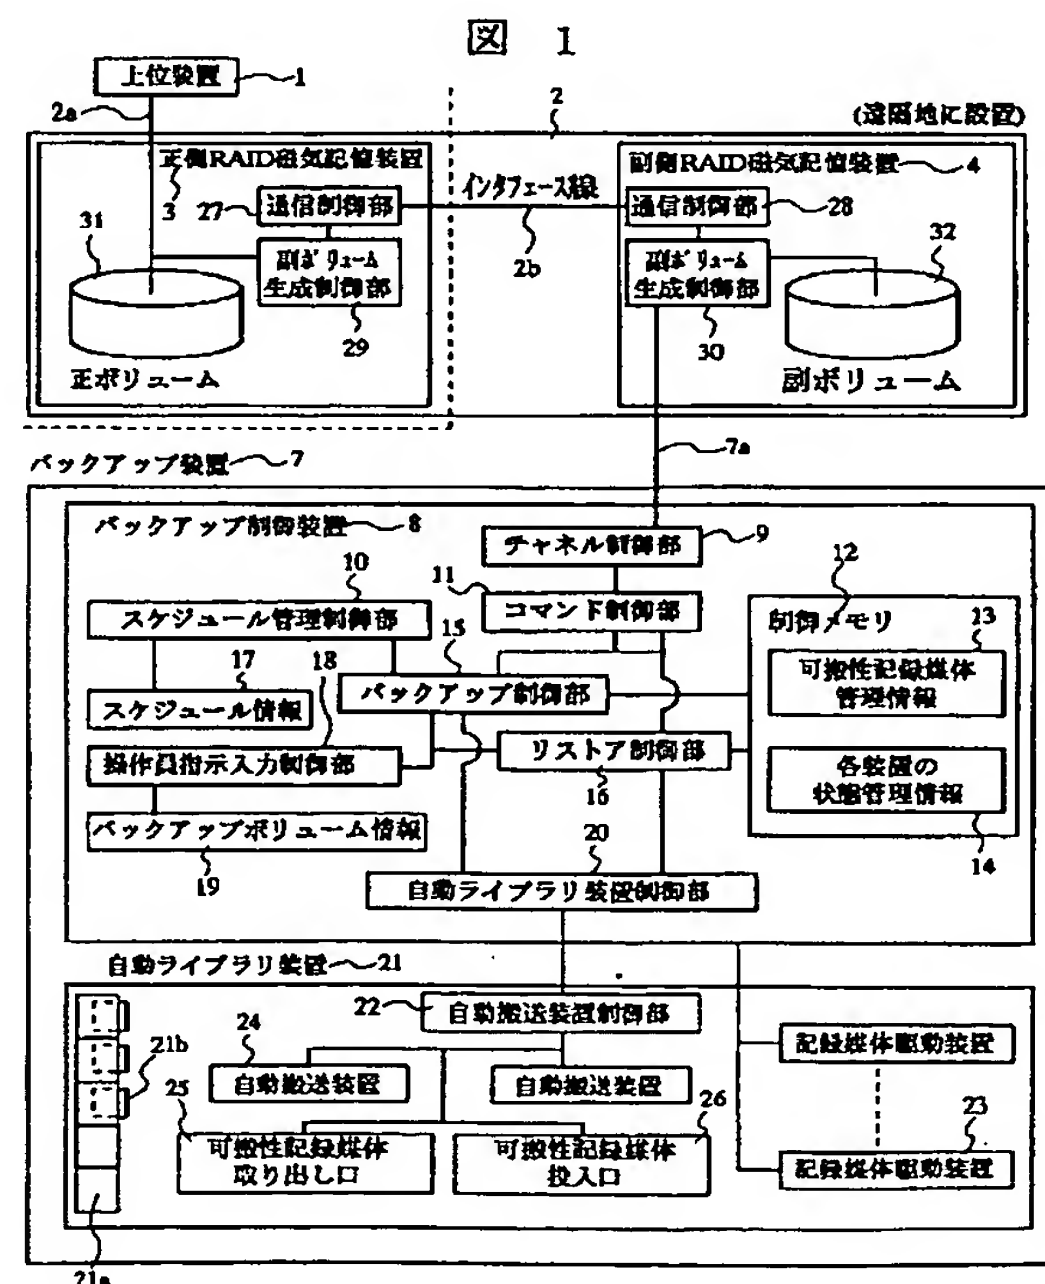 図 1
上位装置
1
2a
2
(遠隔地に設置)
正側RAID磁気記憶装置
3
27
通信制御部
インタフェース線
2b
副側RAID磁気記憶装置
4
通信制御部
28
31
副ボリューム
生成制御部
29
正ボリューム
副ボリューム
生成制御部
30
32
副ボリューム
7a
バックアップ装置
7
バックアップ制御装置
8
チャネル制御部
9
10
11
12
スケジュール管理制御部
コマンド制御部
制御メモリ
13
可搬性記録媒体
管理情報
15
17
18
バックアップ制御部
スケジュール情報
操作員指示入力制御部
リストア制御部
16
各装置の
状態管理情報
14
バックアップボリューム情報
19
20
自動ライブラリ装置制御部
自動ライブラリ装置
21
22
自動搬送装置制御部
24
21b
自動搬送装置
自動搬送装置
記録媒体駆動装置
25
26
23
可搬性記録媒体
取り出し口
可搬性記録媒体
投入口
記録媒体駆動装置
21a